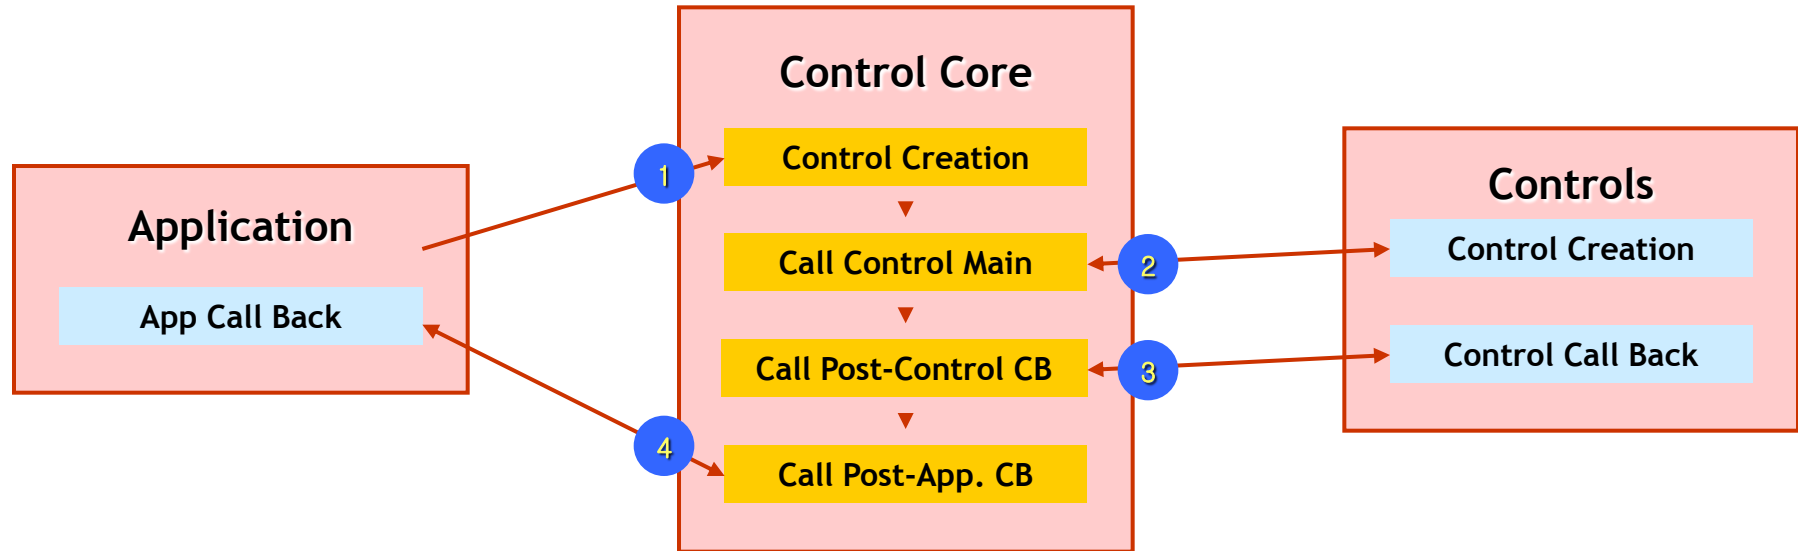 Application
App Call Back
1
4
Control Core
Control Creation
Call Control Main
Call Post-Control CB
Call Post-App. CB
2
3
Controls
Control Creation
Control Call Back